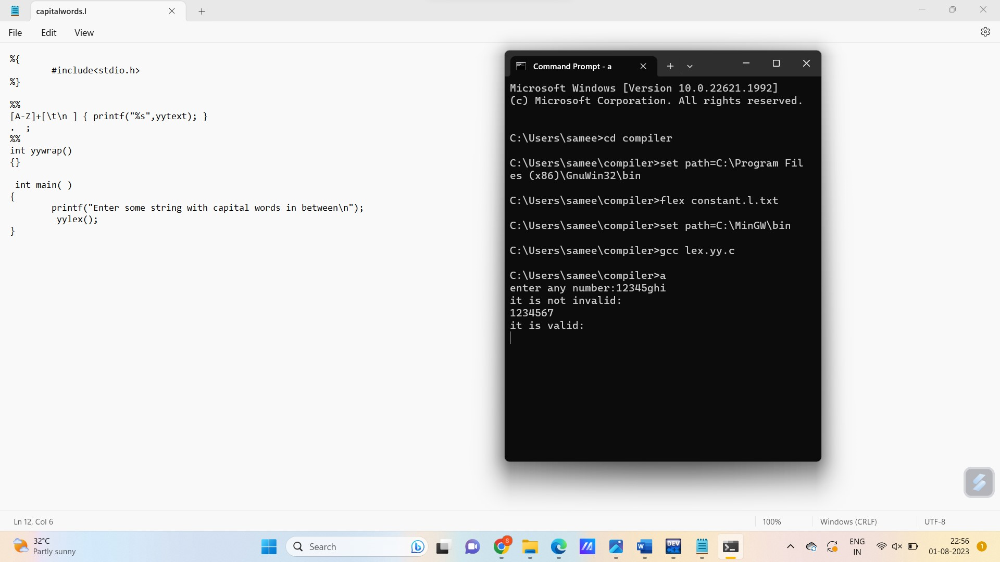 capitalwords.l
File Edit View
%{
#include<stdio.h>
%}
%%
[A-Z]+[\t\n ] { printf("%s",yytext); }
. ;
%%
int yywrap()
{}
int main( )
{
printf("Enter some string with capital words in between\n");
yylex();
}
Command Prompt - a
Microsoft Windows [Version 10.0.22621.1992]
(c) Microsoft Corporation. All rights reserved.
C:\Users\samee>cd compiler
C:\Users\samee\compiler>set path=C:\Program Fil
es (x86)\GnuWin32\bin
C:\Users\samee\compiler>flex constant.l.txt
C:\Users\samee\compiler>set path=C:\MinGW\bin
C:\Users\samee\compiler>gcc lex.yy.c
C:\Users\samee\compiler>a
enter any number:12345ghi
it is not invalid:
1234567
it is valid:
Ln 12, Col 6
100%
Windows (CRLF)
UTF-8
32°C
Partly sunny
Search
S
W
DEV
C++
ENG
IN
22:56
01-08-2023
1